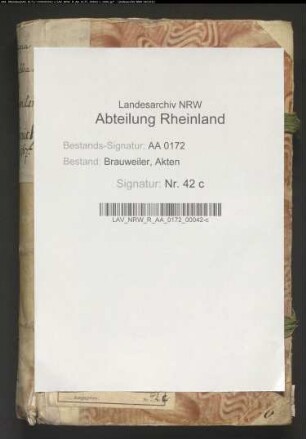 Landesarchiv NRW
Abteilung Rheinland
Bestands-Signatur: AA 0172
Bestand: Brauweiler, Akten
Signatur: Nr. 42 c
LAV_NRW_R_AA_0172_00042-c